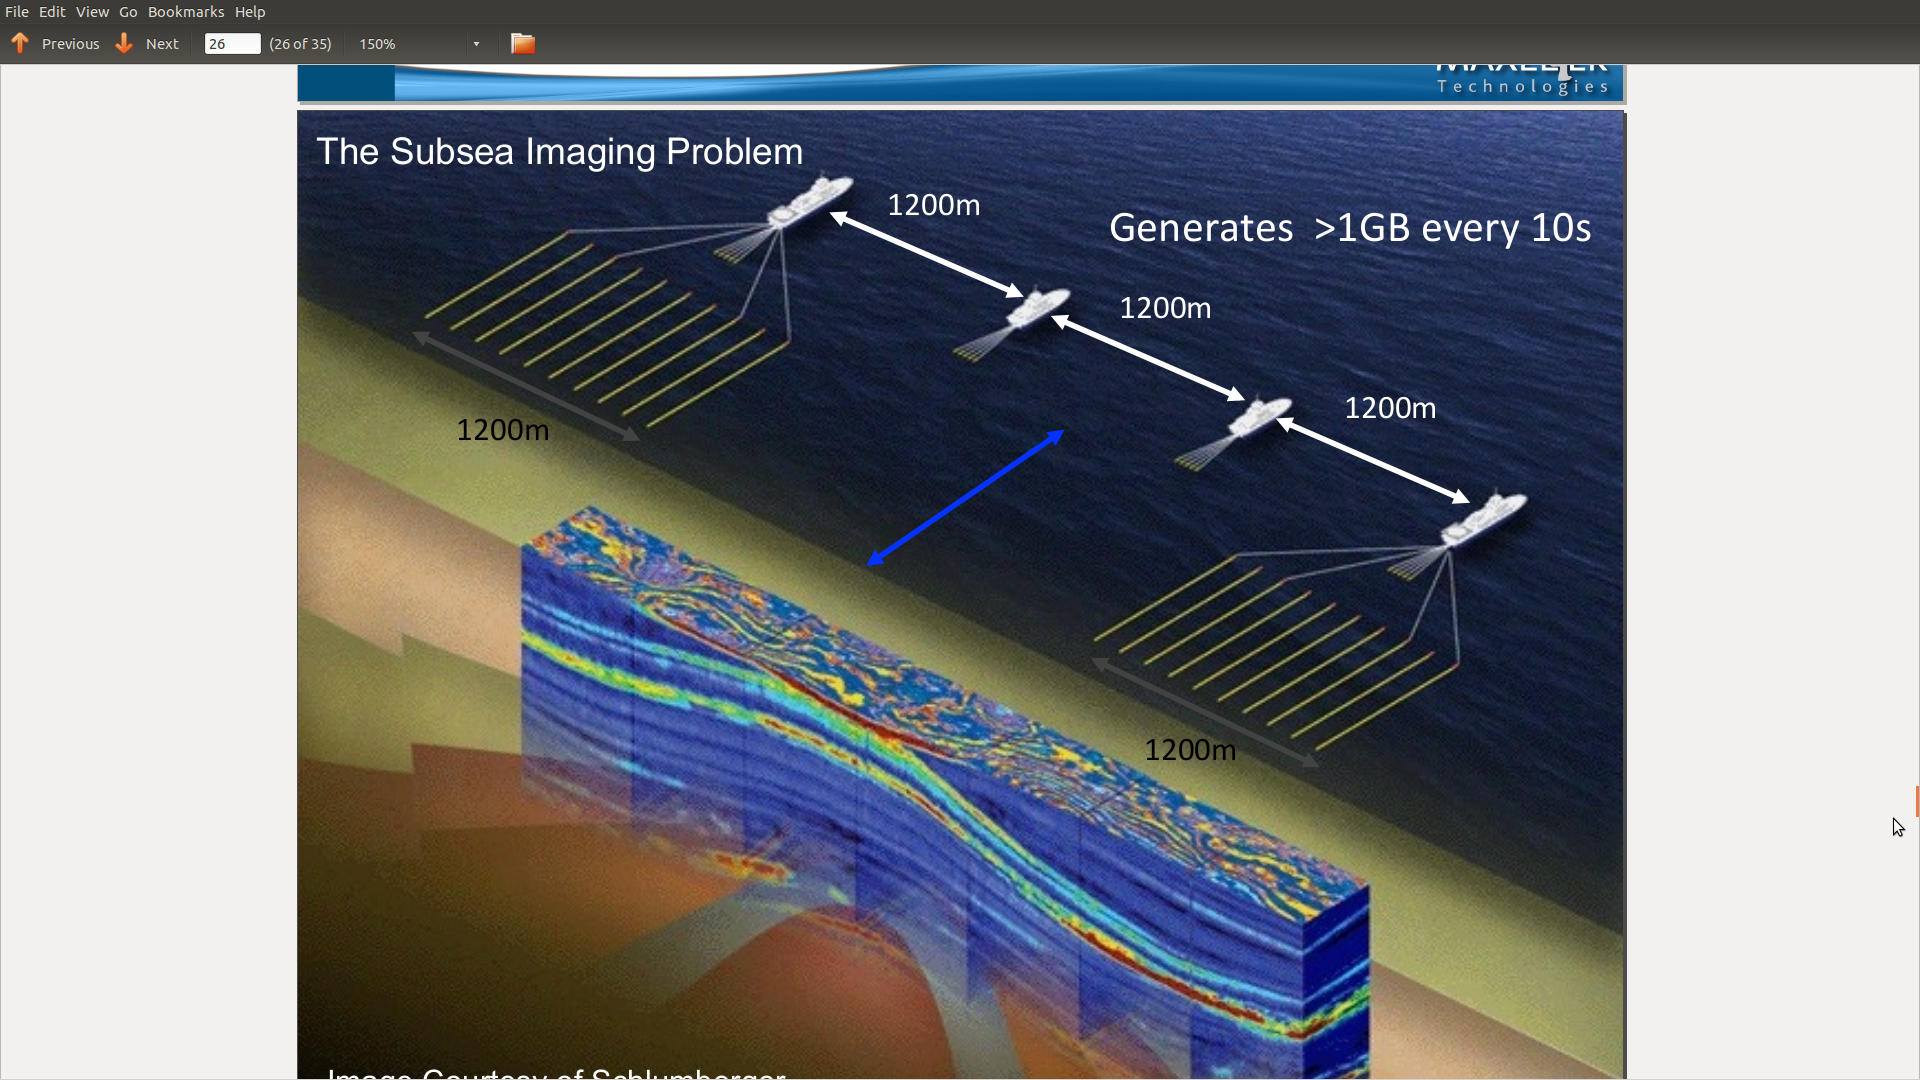 File Edit View Go Bookmarks Help
Previous Next 26 (26 of 35) 150%
MAXELER
Technologies
The Subsea Imaging Problem
1200m
Generates >1GB every 10s
1200m
1200m
1200m
1200m
Image Courtesy of Schlumberger